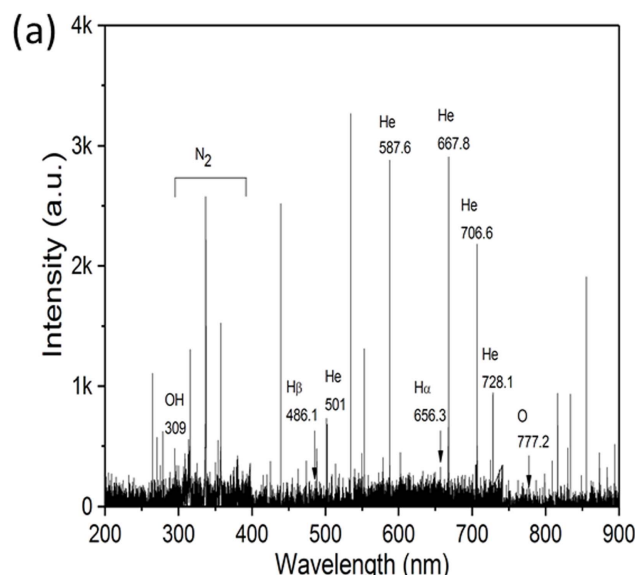 (a)
4k
3k
2k
1k
0
Intensity (a.u.)
N2
He
587.6
He
667.8
He
706.6
He
728.1
OH
309
Hβ
486.1
He
501
Hα
656.3
O
777.2
200 300 400 500 600 700 800 900
Wavelength (nm)